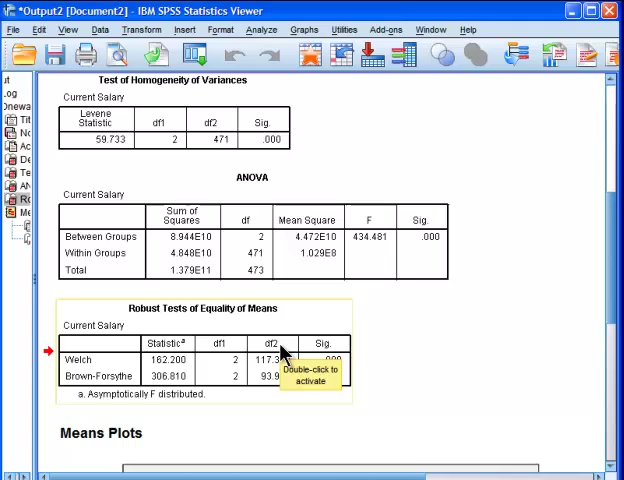 *Output2 [Document2] - IBM SPSS Statistics Viewer
File Edit View Data Transform Insert Format Analyze Graphs Utilities Add-ons Window Help
Test of Homogeneity of Variances
Current Salary
Levene Statistic df1 df2 Sig.
59.733 2 471 .000
ANOVA
Current Salary
Sum of Squares df Mean Square F Sig.
Between Groups 8.944E10 2 4.472E10 434.481 .000
Within Groups 4.848E10 471 1.029E8
Total 1.379E11 473
Robust Tests of Equality of Means
Current Salary
Statistic^a df1 df2 Sig.
Welch 162.200 2 117.3
Brown-Forsythe 306.810 2 93.9
a. Asymptotically F distributed.
Double-click to
activate
Means Plots